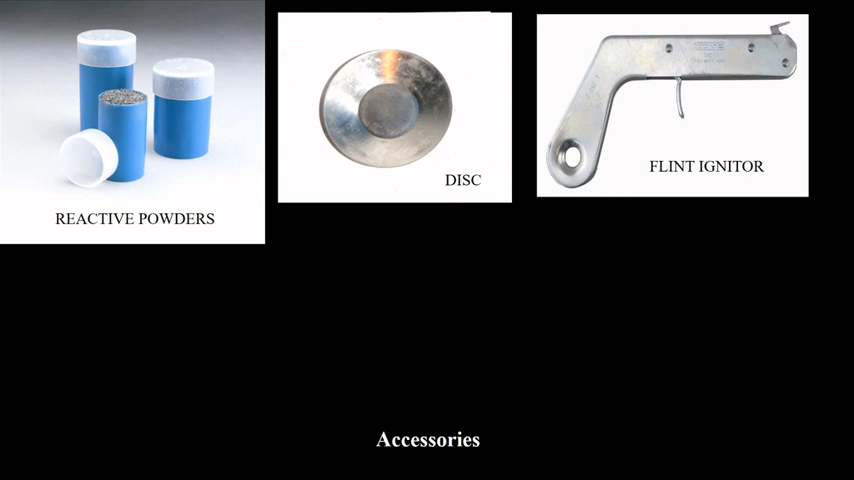 REACTIVE POWDERS
DISC
FLINT IGNITOR
Accessories